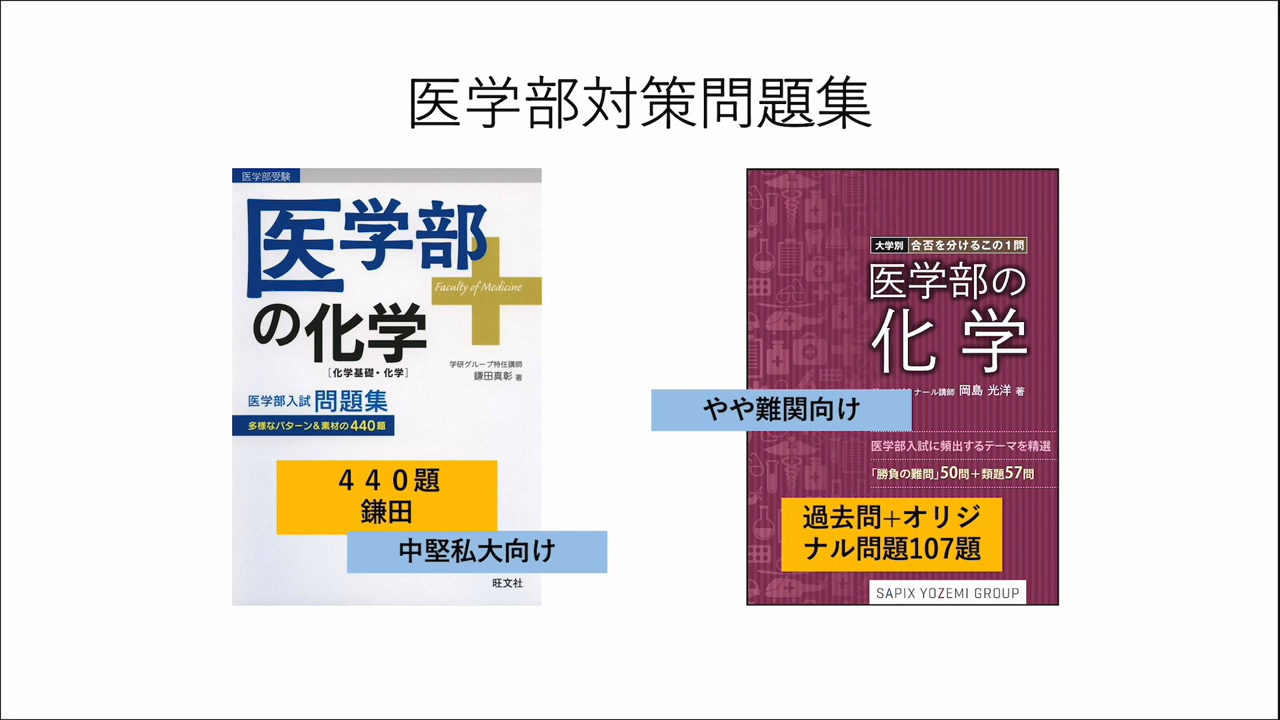 医学部対策問題集
医学部受験
医学部
Faculty of Medicine
の化学
[化学基礎・化学]
学研グループ特任講師
鎌田真彰 著
医学部入試 問題集
多様なパターン&素材の440題
４４０題
鎌田
中堅私大向け
旺文社
大学別 合否を分けるこの1問
医学部の
化学
ナール講師 岡島 光洋 著
やや難関向け
医学部入試に頻出するテーマを精選
「勝負の難問」50問+類題57問
過去問+オリジ
ナル問題107題
SAPIX YOZEMI GROUP